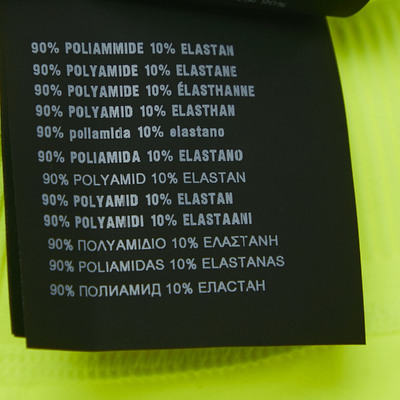 90% POLIAMMIDE 10% ELASTAN
90% POLYAMIDE 10% ELASTANE
90% POLYAMIDE 10% ÉLASTHANNE
90% POLYAMID 10% ELASTHAN
90% poliamida 10% elastano
90% POLIAMIDA 10% ELASTANO
90% POLYAMID 10% ELASTAN
90% POLYAMID 10% ELASTAN
90% POLYAMIDI 10% ELASTAANI
90% ΠΟΛΥΑΜΙΔΙΟ 10% ΕΛΑΣΤΑΝΗ
90% POLIAMIDAS 10% ELASTANAS
90% ПОЛИАМИД 10% ЕЛАСТАН